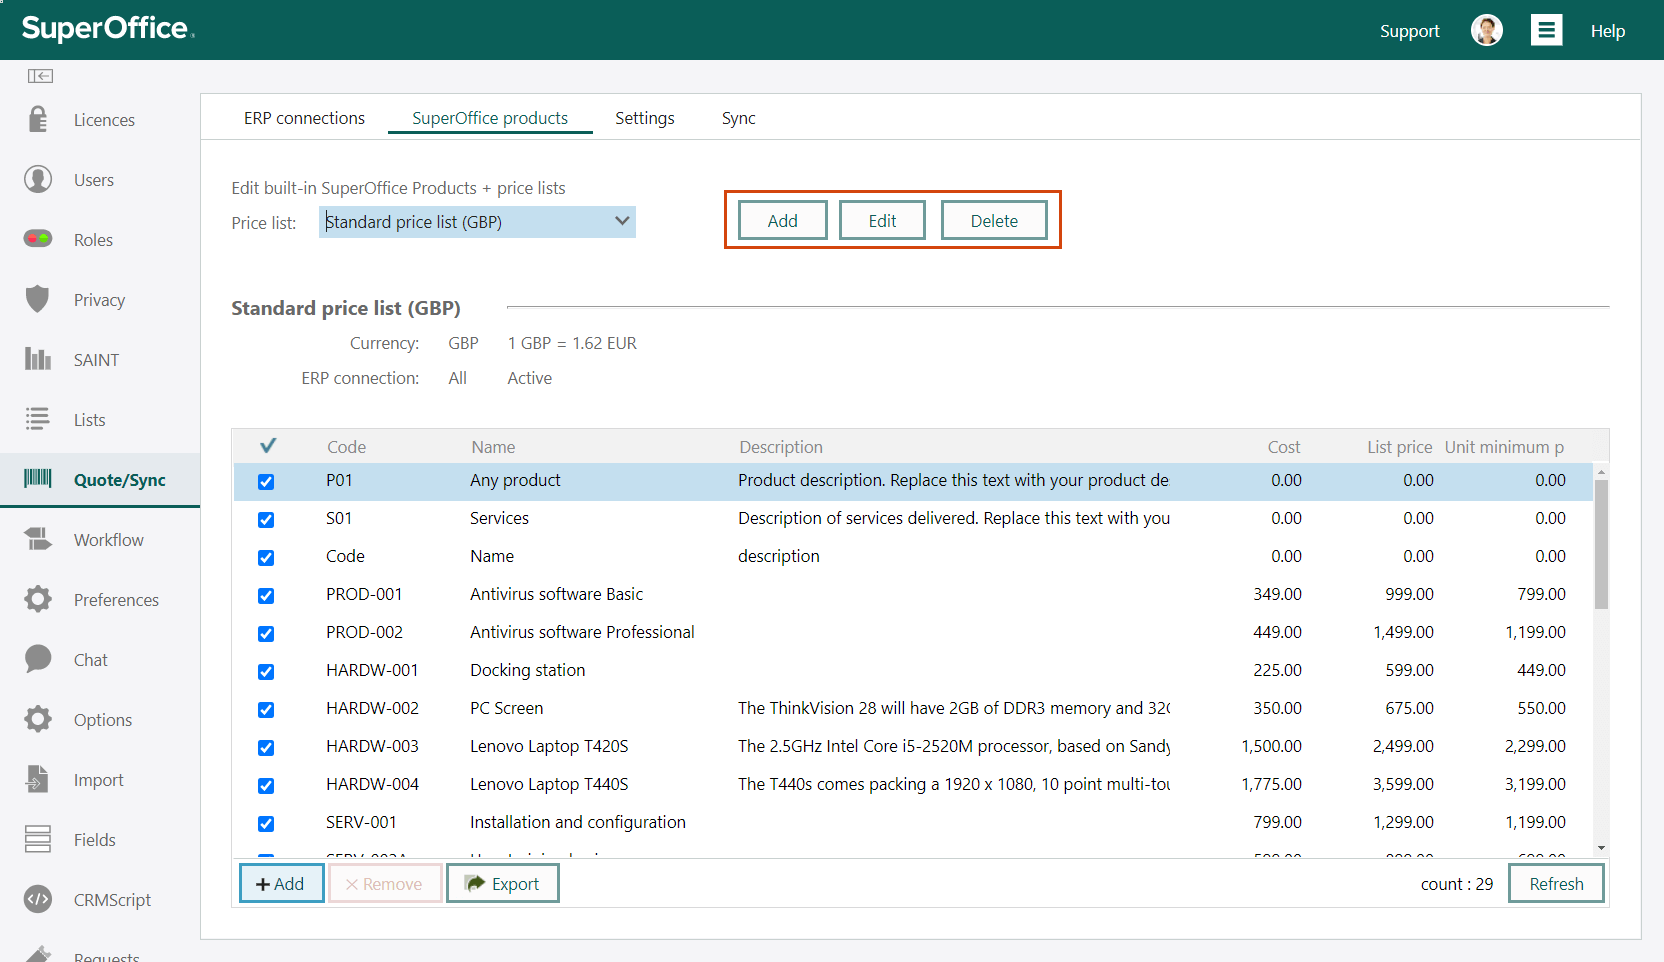 SuperOffice
Support Help
Licences
Users
Roles
Privacy
SAINT
Lists
Quote/Sync
Workflow
Preferences
Chat
Options
Import
Fields
CRMScript
Requests
ERP connections SuperOffice products Settings Sync
Edit built-in SuperOffice Products + price lists
Price list: Standard price list (GBP) Add Edit Delete
Standard price list (GBP)
Currency: GBP 1 GBP = 1.62 EUR
ERP connection: All Active
Code Name Description Cost List price Unit minimum p
P01 Any product Product description. Replace this text with your product de 0.00 0.00 0.00
S01 Services Description of services delivered. Replace this text with you 0.00 0.00 0.00
Code Name description 0.00 0.00 0.00
PROD-001 Antivirus software Basic 349.00 999.00 799.00
PROD-002 Antivirus software Professional 449.00 1,499.00 1,199.00
HARDW-001 Docking station 225.00 599.00 449.00
HARDW-002 PC Screen The ThinkVision 28 will have 2GB of DDR3 memory and 32G 350.00 675.00 550.00
HARDW-003 Lenovo Laptop T420S The 2.5GHz Intel Core i5-2520M processor, based on Sandy 1,500.00 2,499.00 2,299.00
HARDW-004 Lenovo Laptop T440S The T440s comes packing a 1920 x 1080, 10 point multi-tou 1,775.00 3,599.00 3,199.00
SERV-001 Installation and configuration 799.00 1,299.00 1,199.00
+ Add × Remove Export count : 29 Refresh